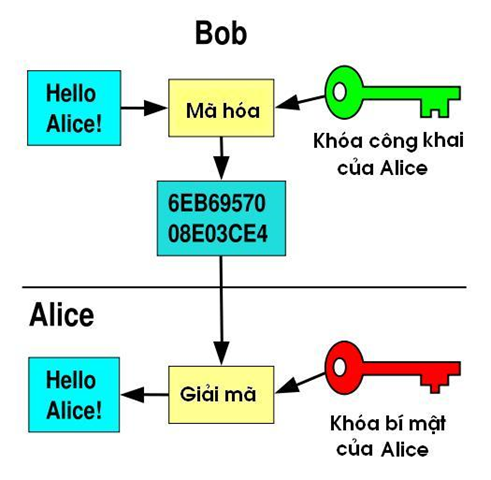 Bob
Hello
Alice!
Mã hóa
Khóa công khai
của Alice
6EB69570
08E03CE4
Alice
Hello
Alice!
Giải mã
Khóa bí mật
của Alice